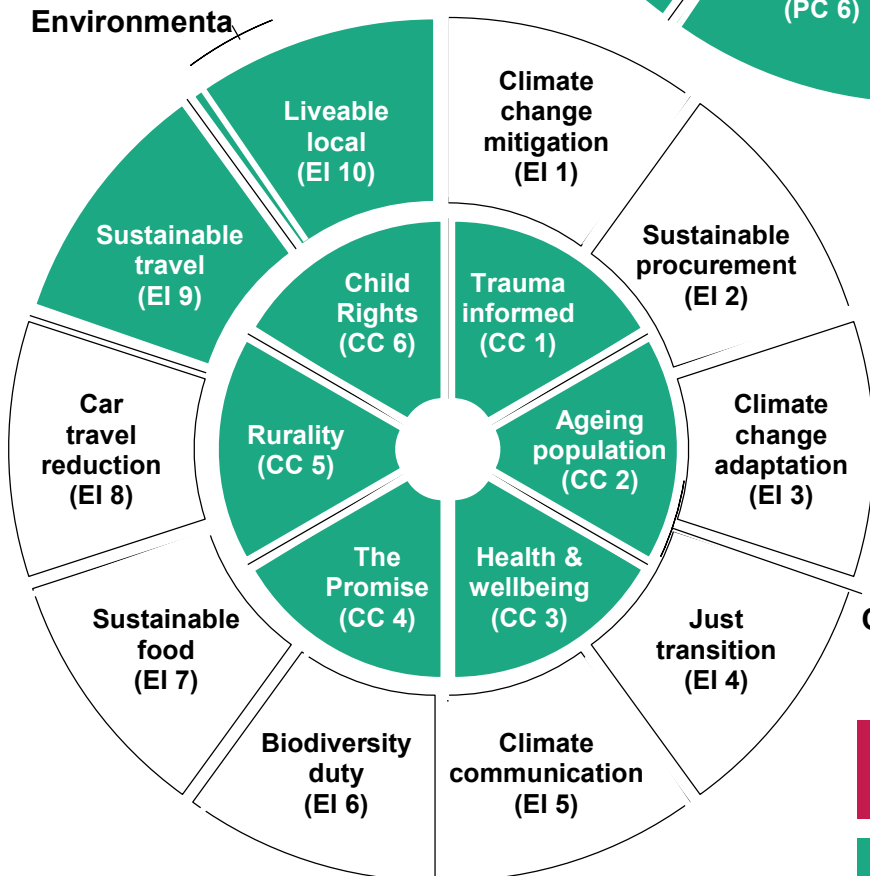 (PC 6)
Environmenta
Climate
change
mitigation
(EI 1)
Sustainable
procurement
(EI 2)
Climate
change
adaptation
(EI 3)
Just
transition
(EI 4)
Climate
communication
(EI 5)
Biodiversity
duty
(EI 6)
Sustainable
food
(EI 7)
Car
travel
reduction
(EI 8)
Sustainable
travel
(EI 9)
Liveable
local
(EI 10)
Trauma
informed
(CC 1)
Ageing
population
(CC 2)
Health &
wellbeing
(CC 3)
The
Promise
(CC 4)
Rurality
(CC 5)
Child
Rights
(CC 6)